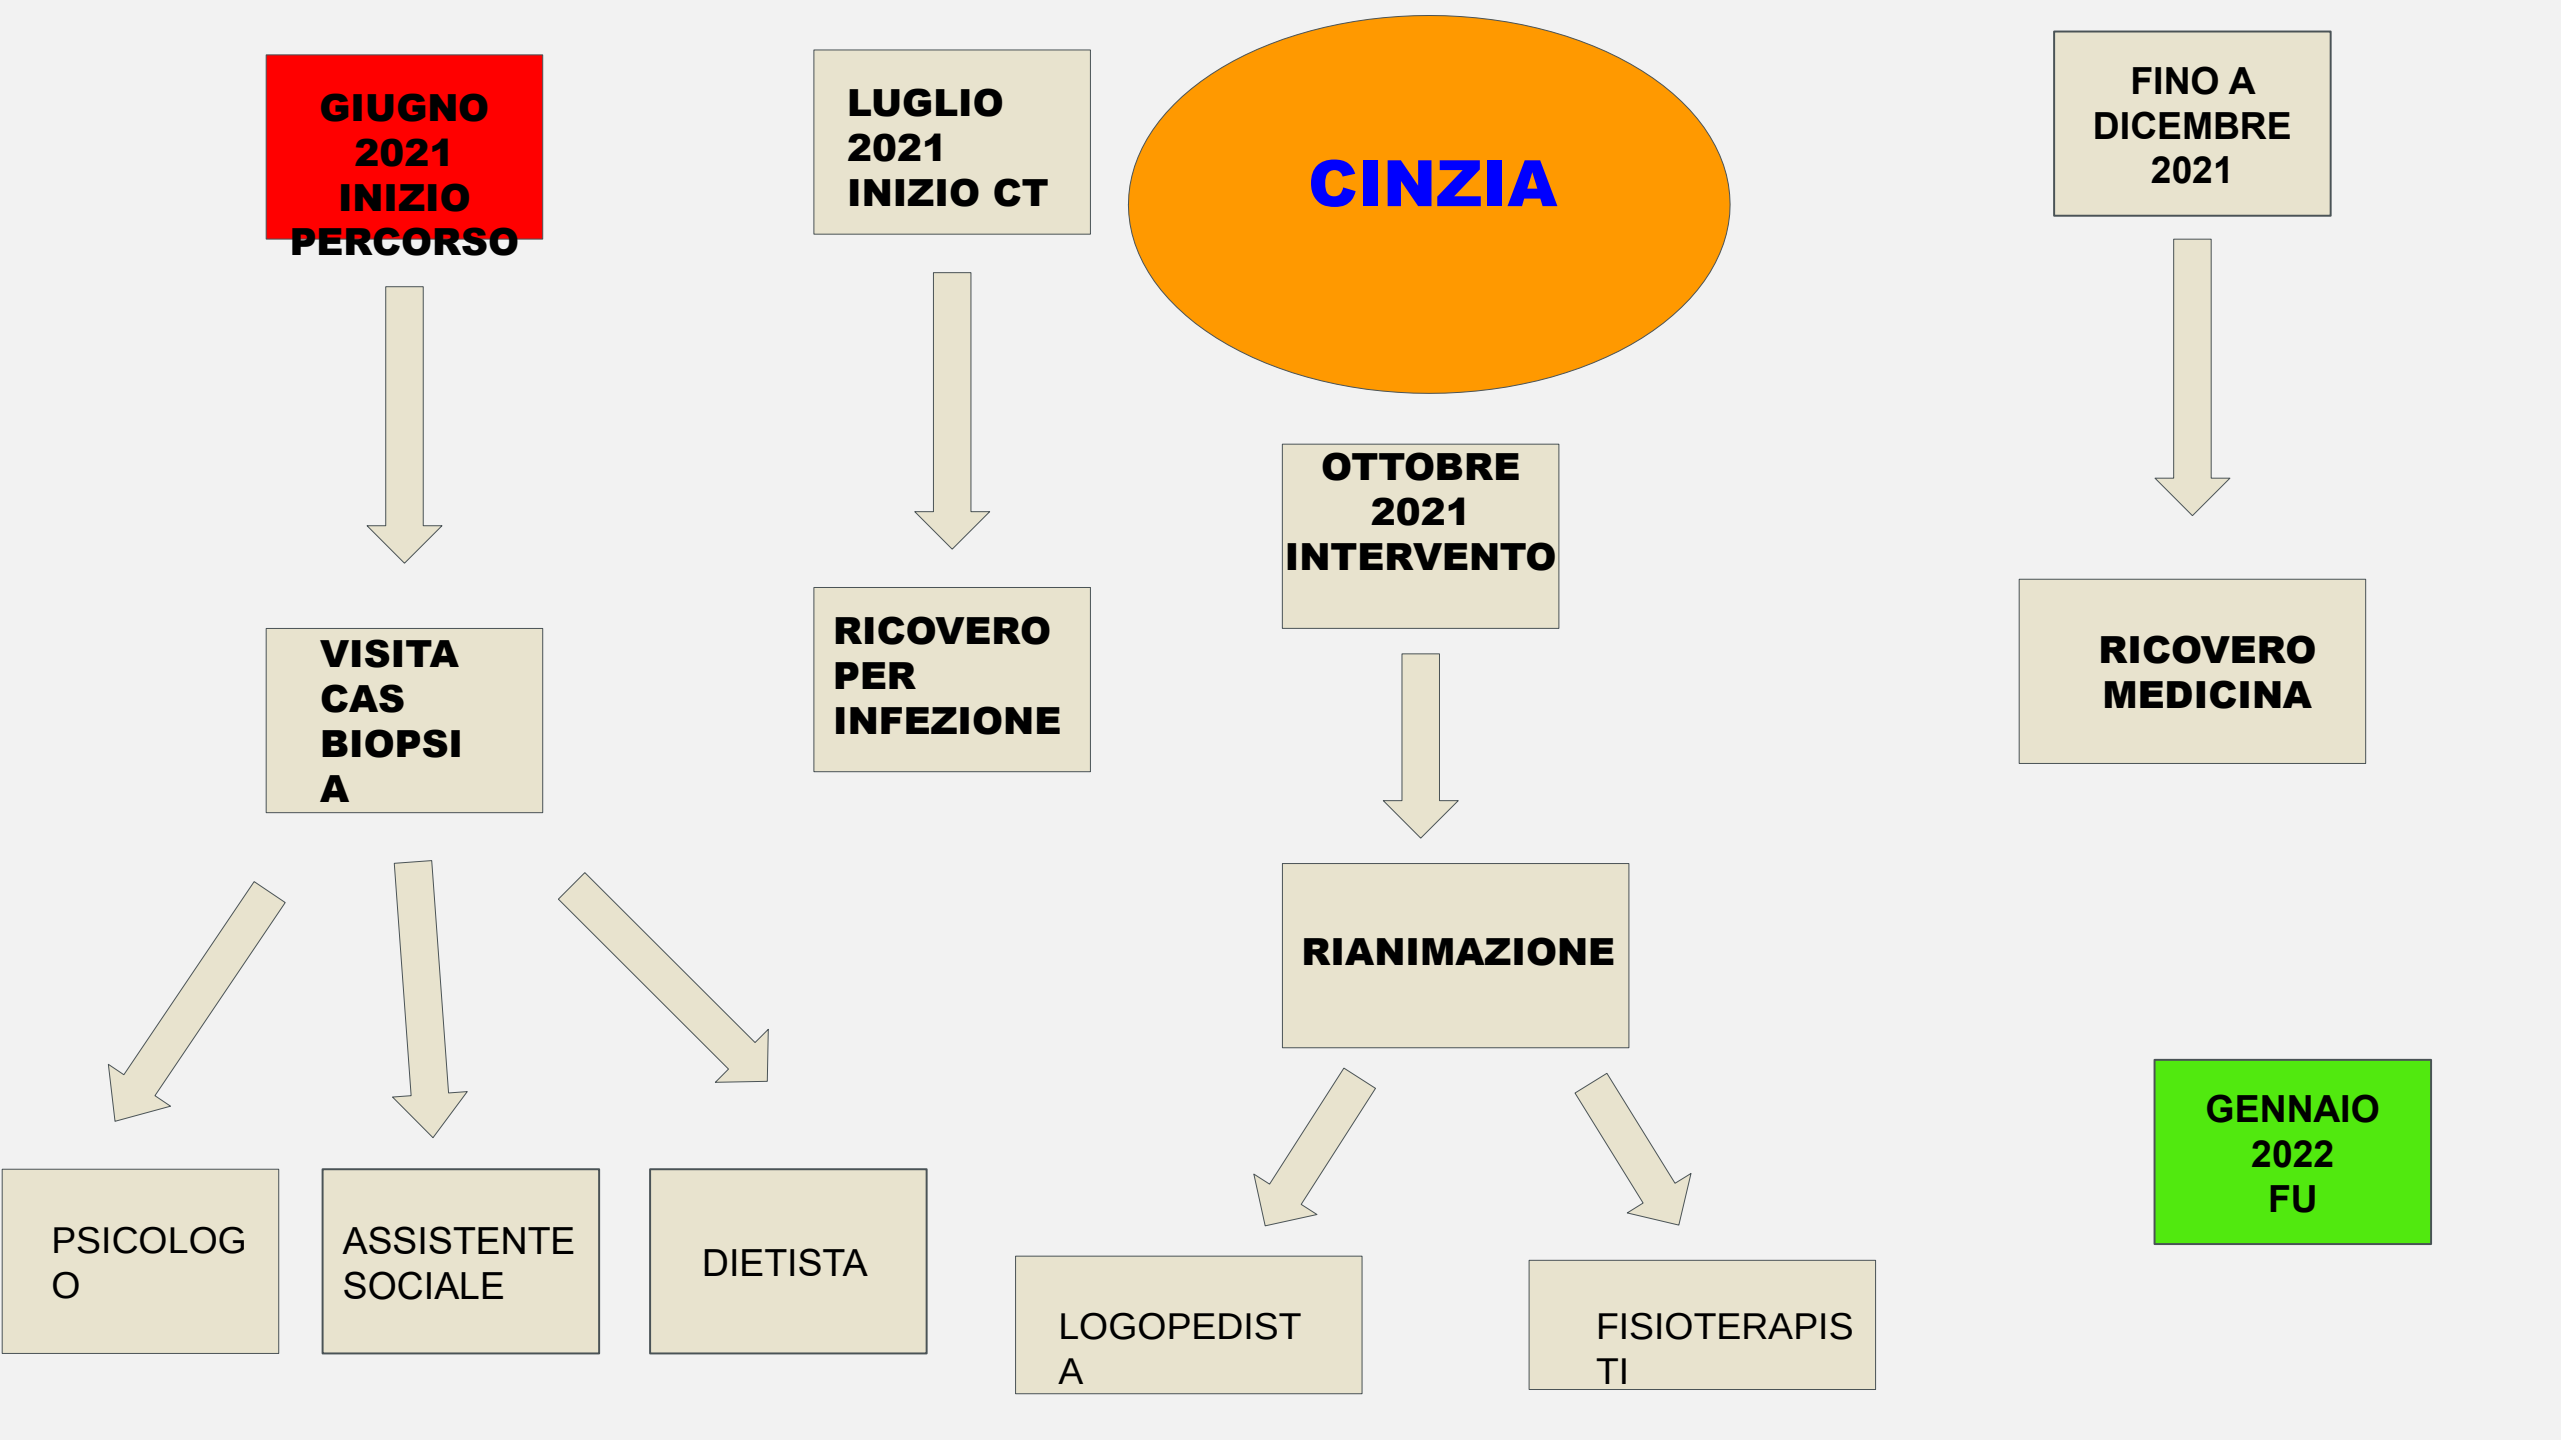 GIUGNO
2021
INIZIO
PERCORSO
LUGLIO
2021
INIZIO CT
CINZIA
FINO A
DICEMBRE
2021
OTTOBRE
2021
INTERVENTO
VISITA
CAS
BIOPSI
A
RICOVERO
PER
INFEZIONE
RICOVERO
MEDICINA
RIANIMAZIONE
GENNAIO
2022
FU
PSICOLOG
O
ASSISTENTE
SOCIALE
DIETISTA
LOGOPEDIST
A
FISIOTERAPIS
TI